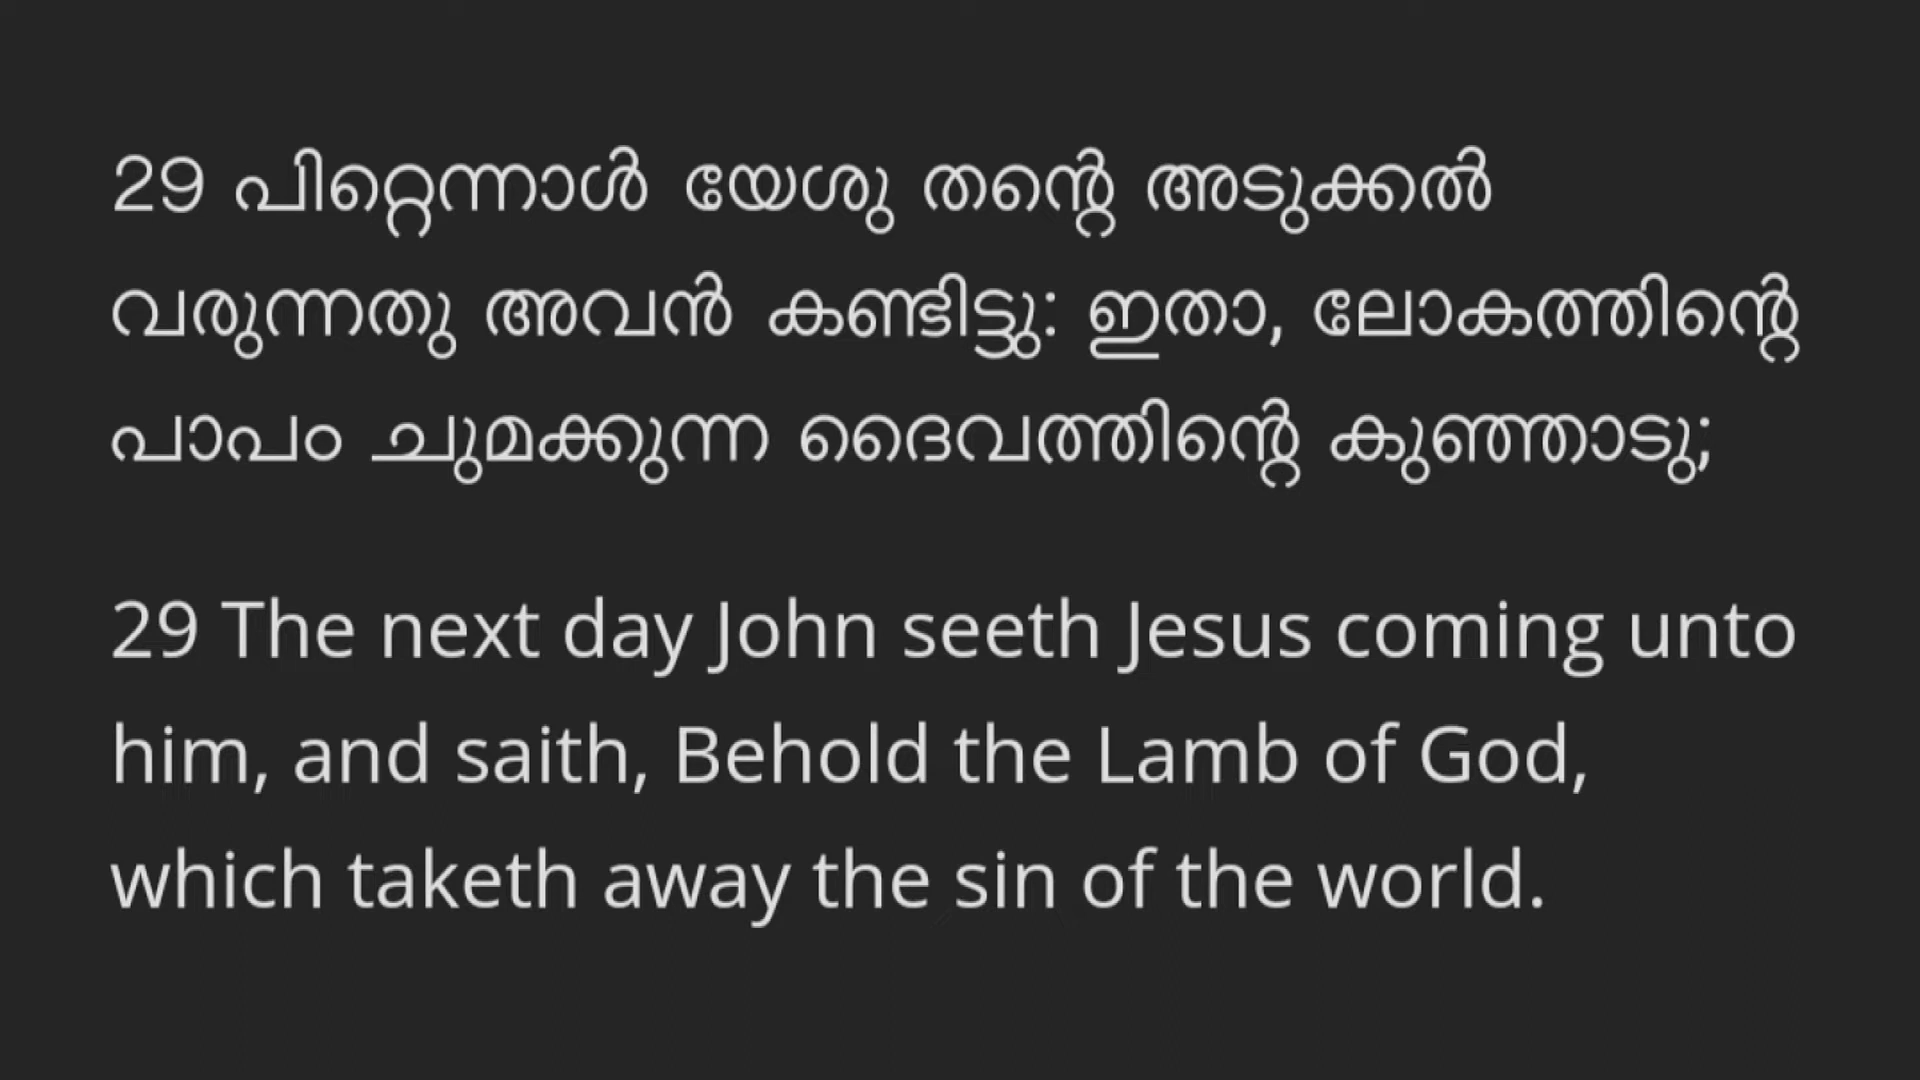 29 പിറ്റെന്നാൾ യേശു തന്റെ അടുക്കൽ
വരുന്നതു അവൻ കണ്ടിട്ടു: ഇതാ, ലോകത്തിന്റെ
പാപം ചുമക്കുന്ന ദൈവത്തിന്റെ കുഞ്ഞാടു;
29 The next day John seeth Jesus coming unto
him, and saith, Behold the Lamb of God,
which taketh away the sin of the world.